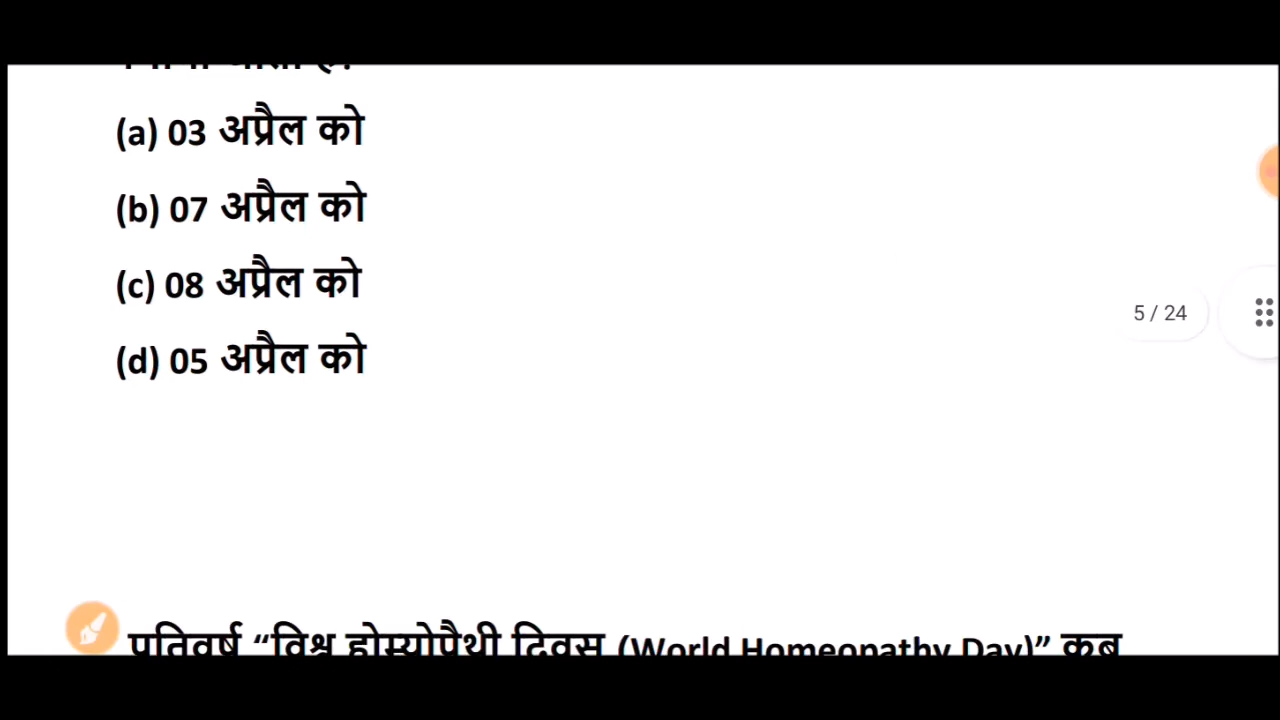 (a) 03 अप्रैल को
(b) 07 अप्रैल को
(c) 08 अप्रैल को
5 / 24
(d) 05 अप्रैल को
प्रतिवर्ष “विश्व होम्योपैथी दिवस (World Homeopathy Day)” कब